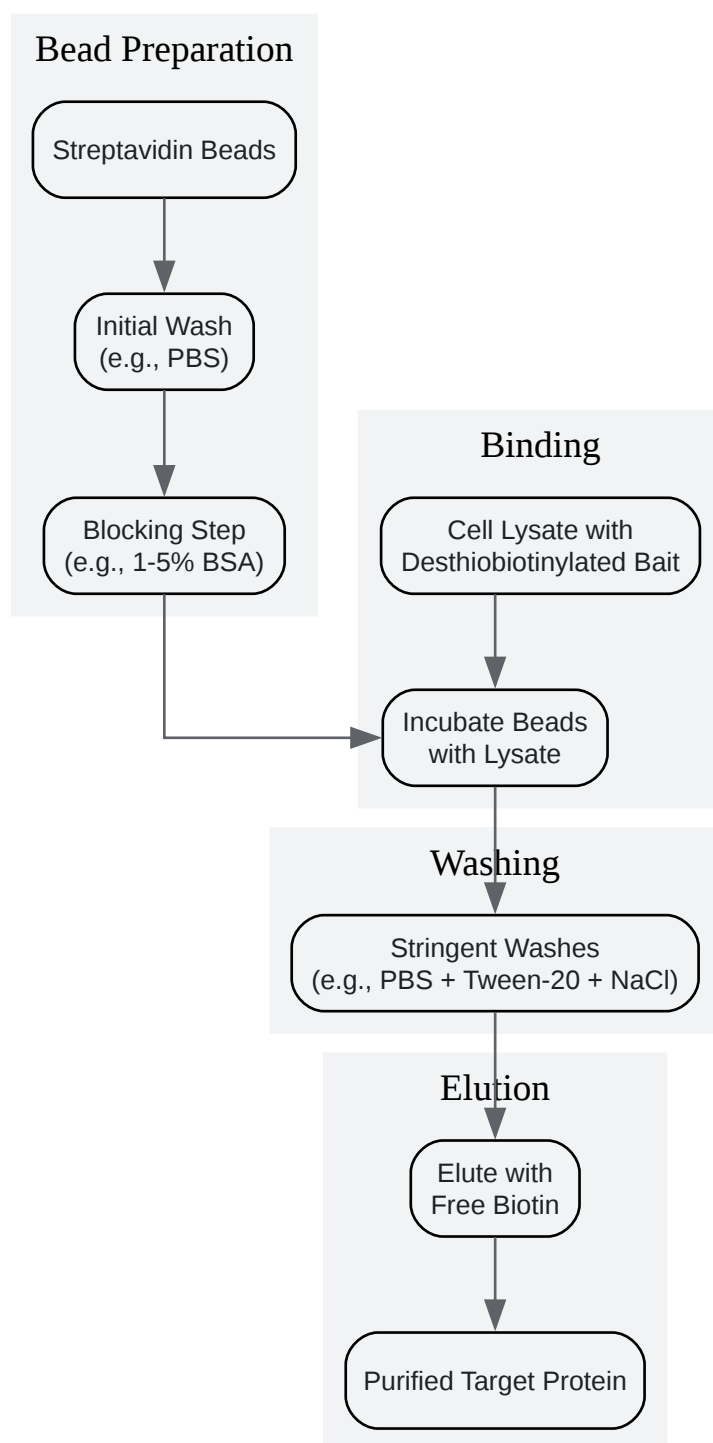 Bead Preparation
Streptavidin Beads
Initial Wash
(e.g., PBS)
Blocking Step
(e.g., 1-5% BSA)
Binding
Cell Lysate with
Desthiobiotinylated Bait
Incubate Beads
with Lysate
Washing
Stringent Washes
(e.g., PBS + Tween-20 + NaCl)
Elution
Elute with
Free Biotin
Purified Target Protein